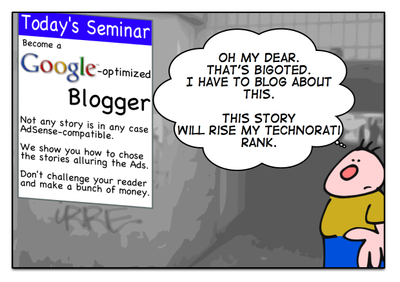 Today's Seminar
Become a
Google-optimized
Blogger
Not any story is in any case
AdSense-compatible.
We show you how to chose
the stories alluring the Ads.
Don't challenge your reader
and make a bunch of money.
OH MY DEAR.
THAT'S BIGOTED.
I HAVE TO BLOG ABOUT
THIS.
THIS STORY
WILL RISE MY TECHNORATI
RANK.